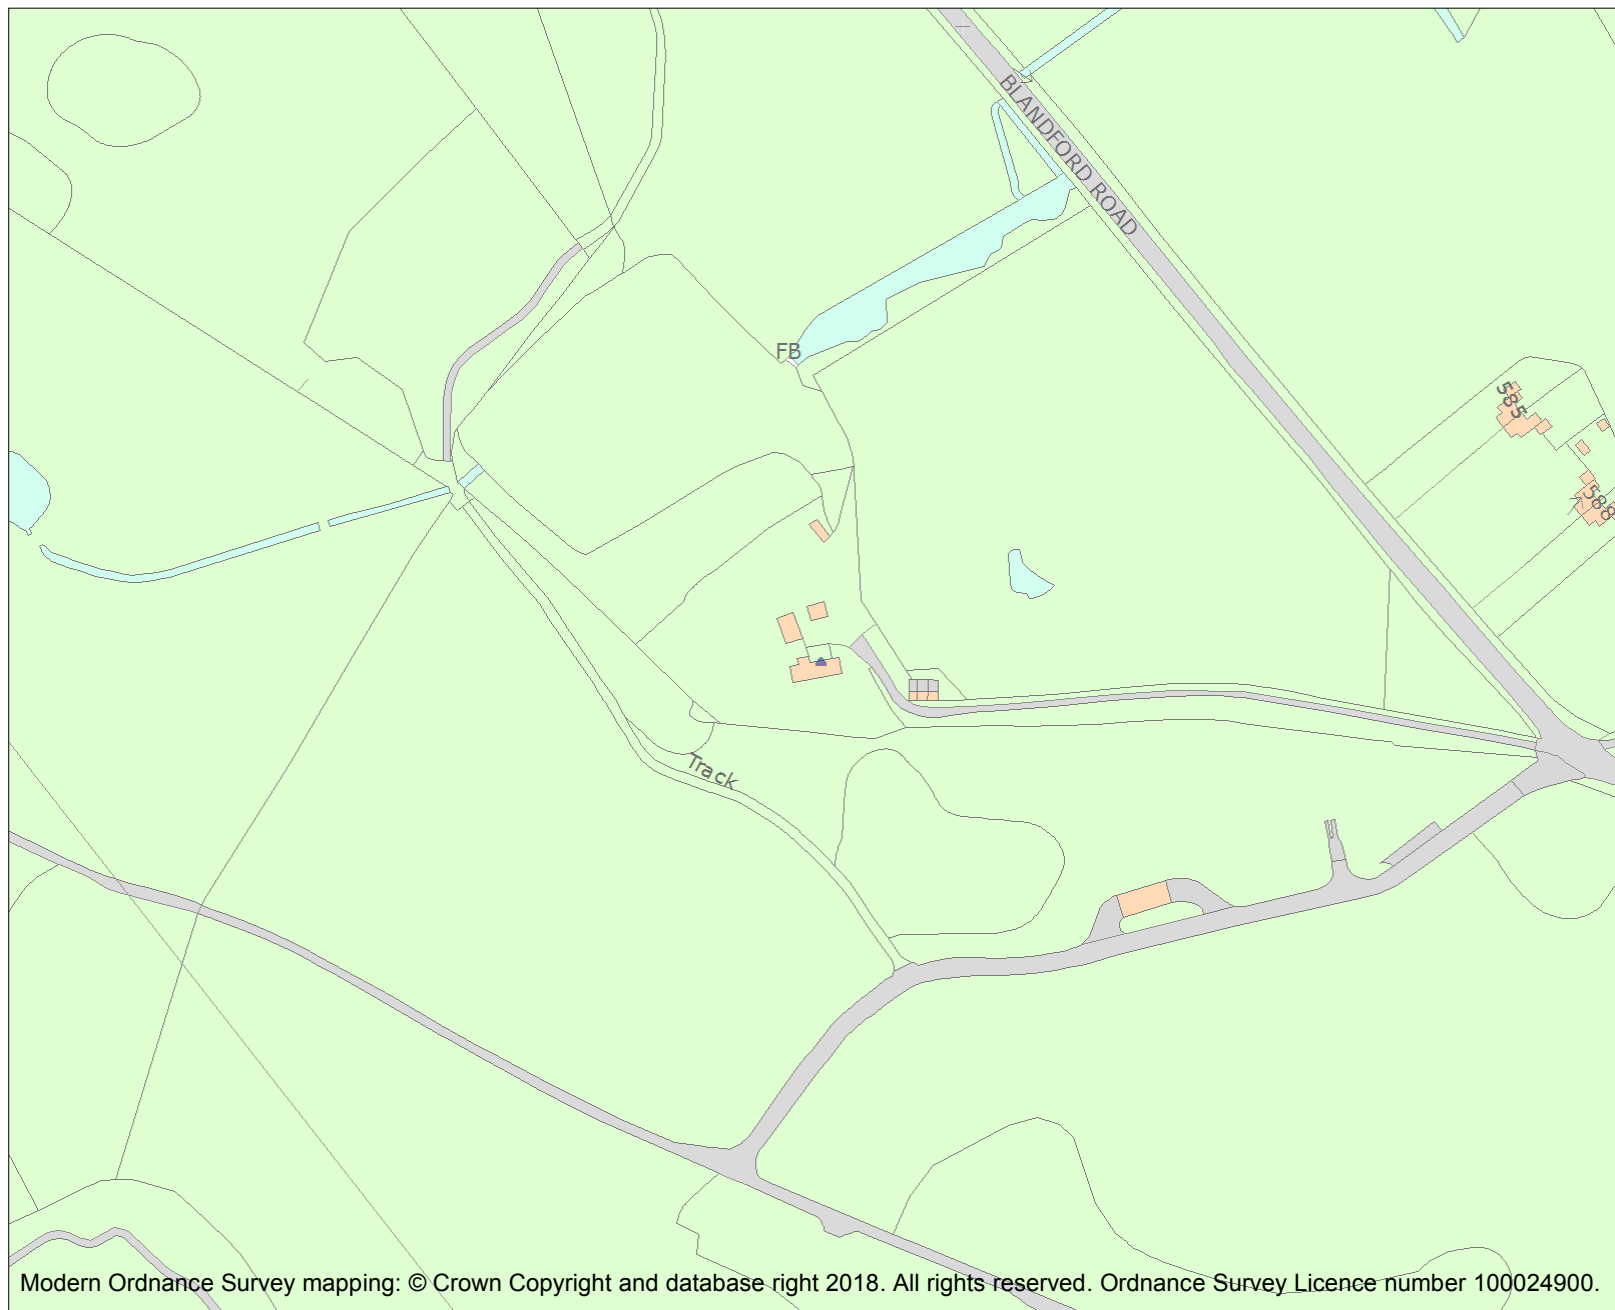 BLANDFORD ROAD
FB
585
588
Track
Modern Ordnance Survey mapping: © Crown Copyright and database right 2018. All rights reserved. Ordnance Survey Licence number 100024900.